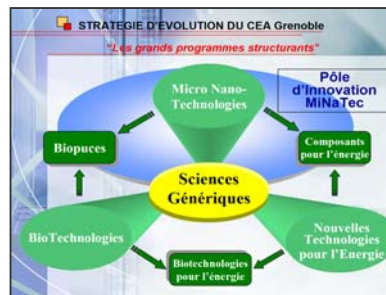 STRATEGIE D'EVOLUTION DU CEA Grenoble
"Les grands programmes structurants"
Micro Nano-
Technologies
Pôle
d'Innovation
MiNaTec
Biopuces
Composants
pour l'énergie
Sciences
Génériques
BioTechnologies
Nouvelles
Technologies
pour l'Energie
Biotechnologies
pour l'énergie